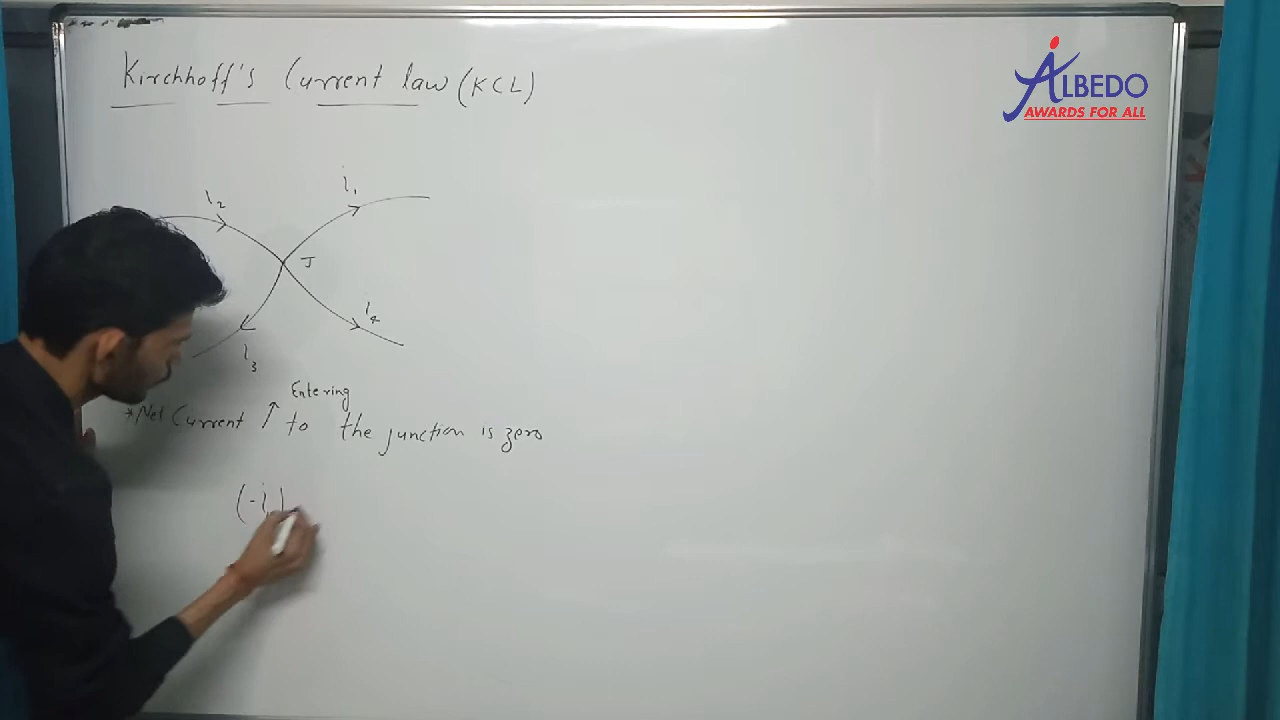 Kirchhoff's Current law (KCL)
ALBEDO
AWARDS FOR ALL
i₂
i₁
J
i₃
i₄
Entering
*Net Current ↑ to the junction is zero
(-i₁)